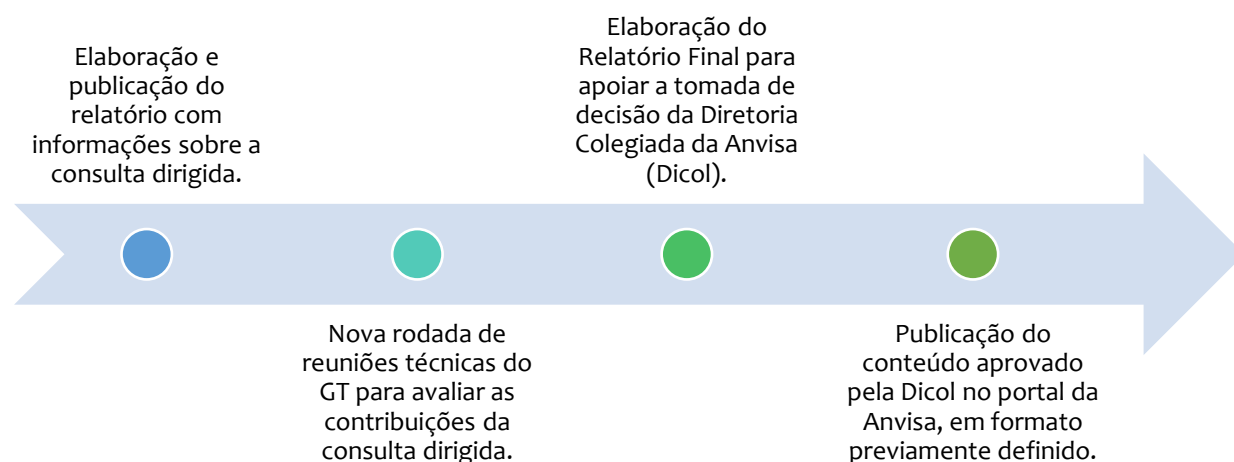 Elaboração e
publicação do
relatório com
informações sobre a
consulta dirigida.
Nova rodada de
reuniões técnicas do
GT para avaliar as
contribuições da
consulta dirigida.
Elaboração do
Relatório Final para
apoiar a tomada de
decisão da Diretoria
Colegiada da Anvisa
(Dicol).
Publicação do
conteúdo aprovado
pela Dicol no portal da
Anvisa, em formato
previamente definido.